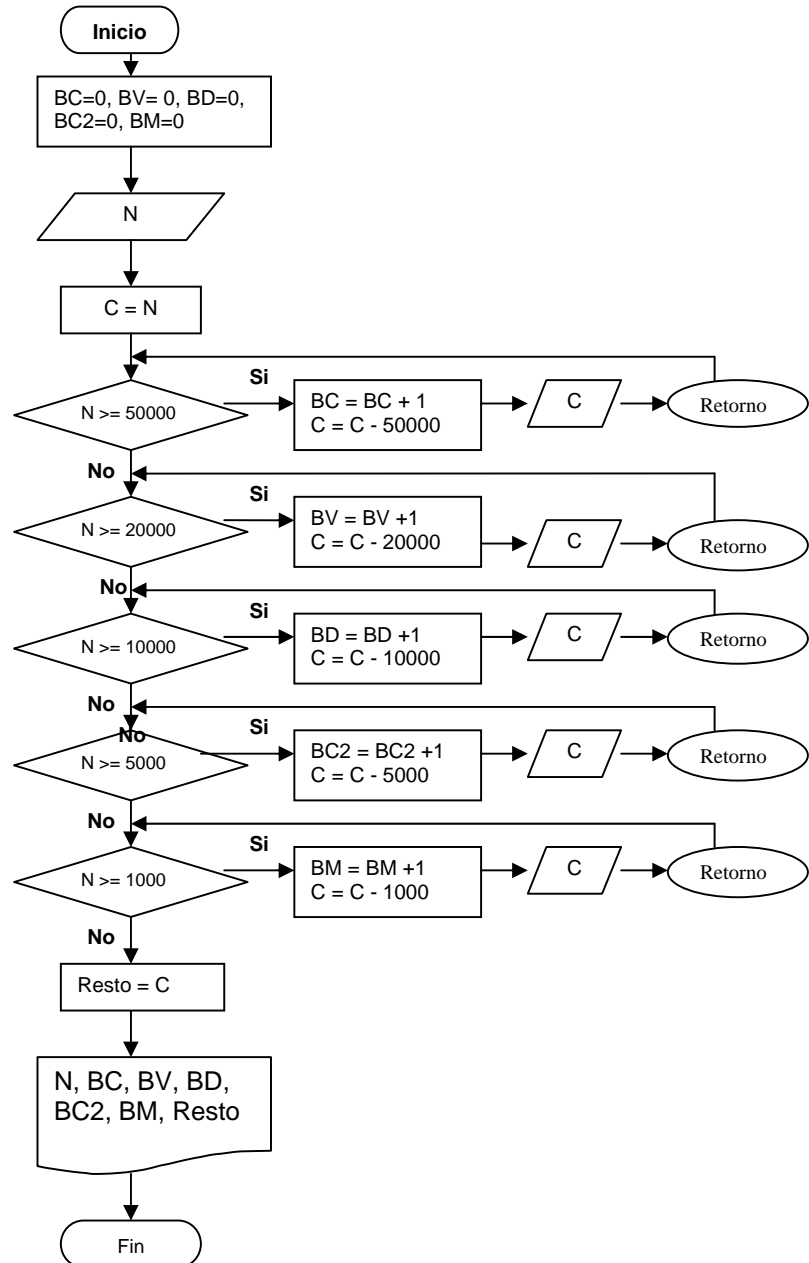 Inicio
BC=0, BV= 0, BD=0,
BC2=0, BM=0
N
C = N
Si
N >= 50000
BC = BC + 1
C = C - 50000
C
Retorno
No
Si
N >= 20000
BV = BV +1
C = C - 20000
C
Retorno
No
Si
N >= 10000
BD = BD +1
C = C - 10000
C
Retorno
No
Si
No
N >= 5000
BC2 = BC2 +1
C = C - 5000
C
Retorno
No
Si
N >= 1000
BM = BM +1
C = C - 1000
C
Retorno
No
Resto = C
N, BC, BV, BD,
BC2, BM, Resto
Fin